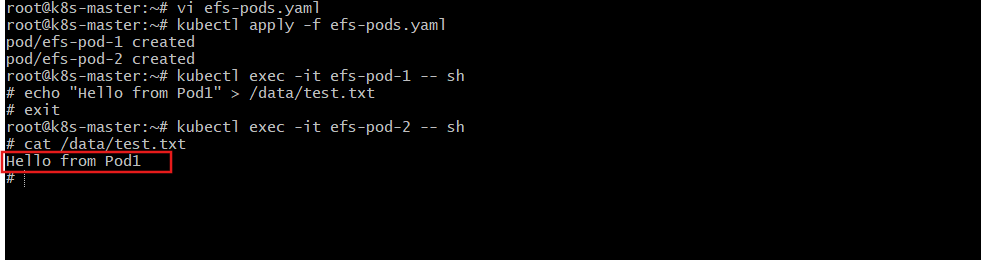 root@k8s-master:~# vi efs-pods.yaml
root@k8s-master:~# kubectl apply -f efs-pods.yaml
pod/efs-pod-1 created
pod/efs-pod-2 created
root@k8s-master:~# kubectl exec -it efs-pod-1 -- sh
# echo "Hello from Pod1" > /data/test.txt
# exit
root@k8s-master:~# kubectl exec -it efs-pod-2 -- sh
# cat /data/test.txt
Hello from Pod1
#